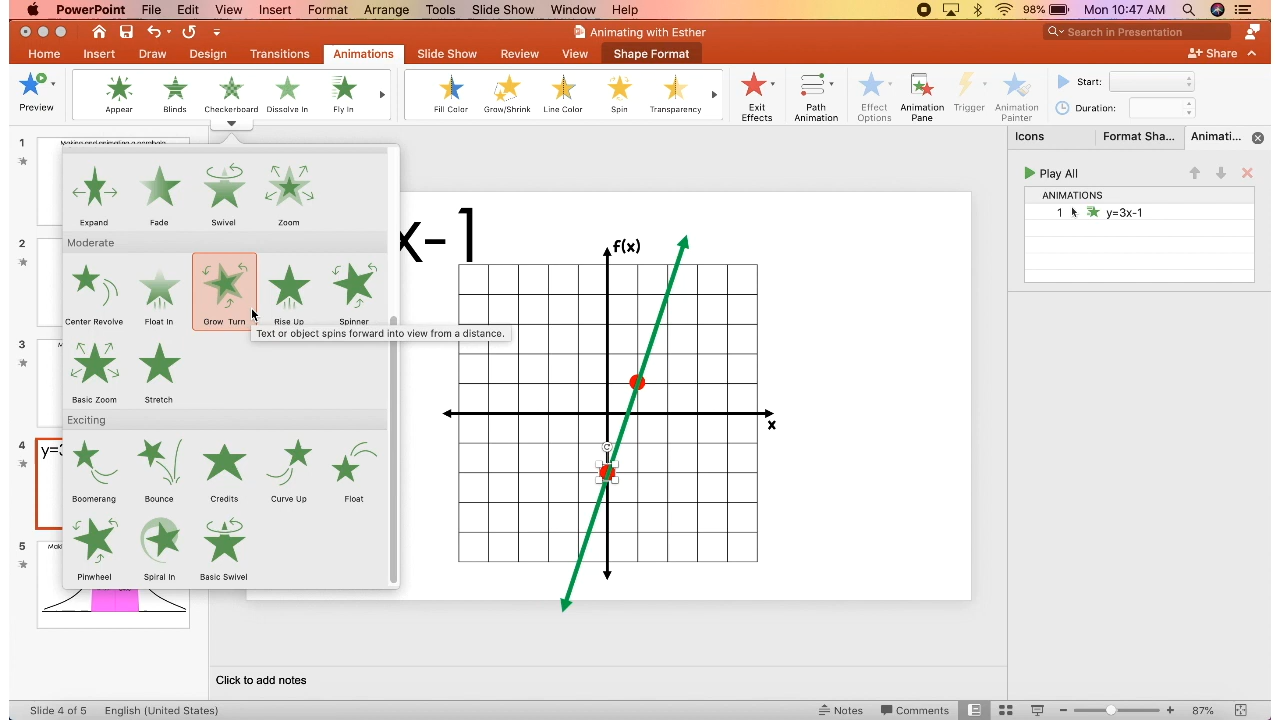 PowerPoint File Edit View Insert Format Arrange Tools Slide Show Window Help 98% Mon 10:47 AM
Animating with Esther Search in Presentation
Home Insert Draw Design Transitions Animations Slide Show Review View Shape Format Share
Preview Appear Blinds Checkerboard Dissolve In Fly In Fill Color Grow/Shrink Line Color Spin Transparency Exit Effects Path Animation Effect Options Animation Pane Trigger Animation Painter Start: Duration:
Icons Format Sha... Animati...
Play All
ANIMATIONS
1 y=3x-1
1
2
3
4
5
Expand Fade Swivel Zoom
Moderate
Center Revolve Float In Grow Turn Rise Up Spinner
Text or object spins forward into view from a distance.
Basic Zoom Stretch
Exciting
Boomerang Bounce Credits Curve Up Float
Pinwheel Spiral In Basic Swivel
y=3
x-1
f(x)
x
Click to add notes
Slide 4 of 5 English (United States) Notes Comments 87%